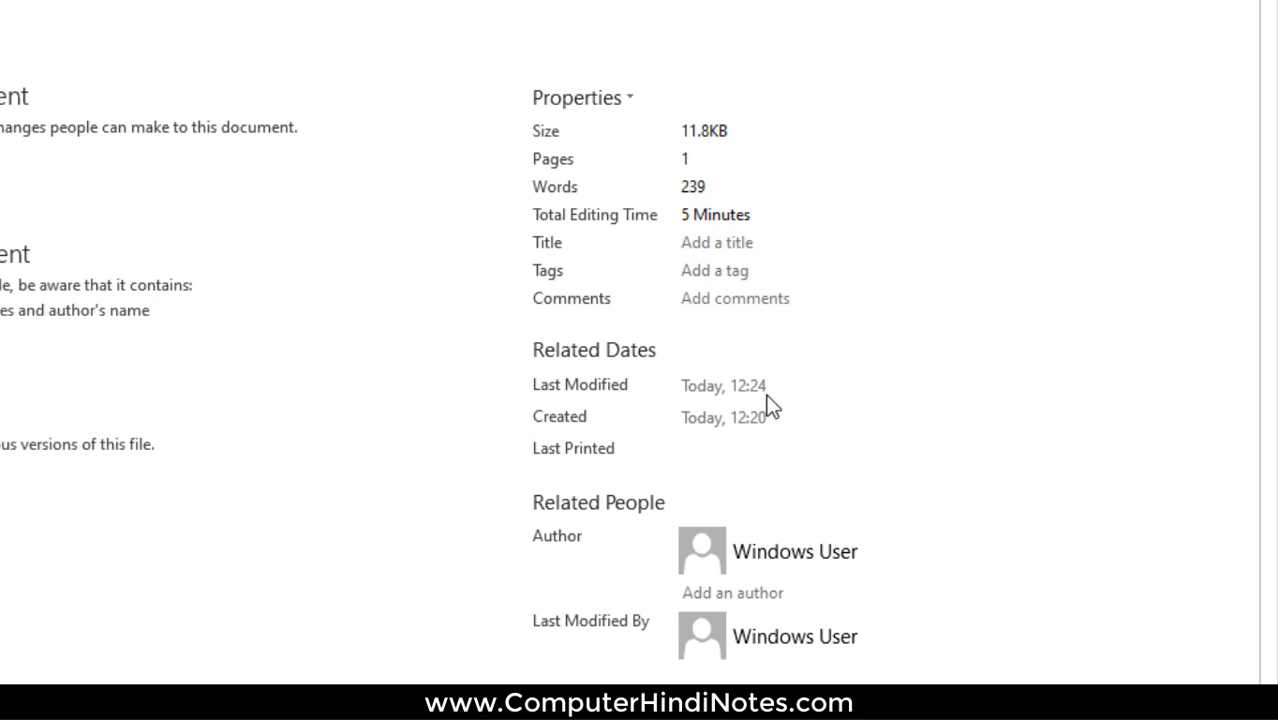 ent
hanges people can make to this document.
ent
le, be aware that it contains:
es and author's name
us versions of this file.
Properties
Size 11.8KB
Pages 1
Words 239
Total Editing Time 5 Minutes
Title Add a title
Tags Add a tag
Comments Add comments
Related Dates
Last Modified Today, 12:24
Created Today, 12:20
Last Printed
Related People
Author Windows User
Add an author
Last Modified By Windows User
www.ComputerHindiNotes.com